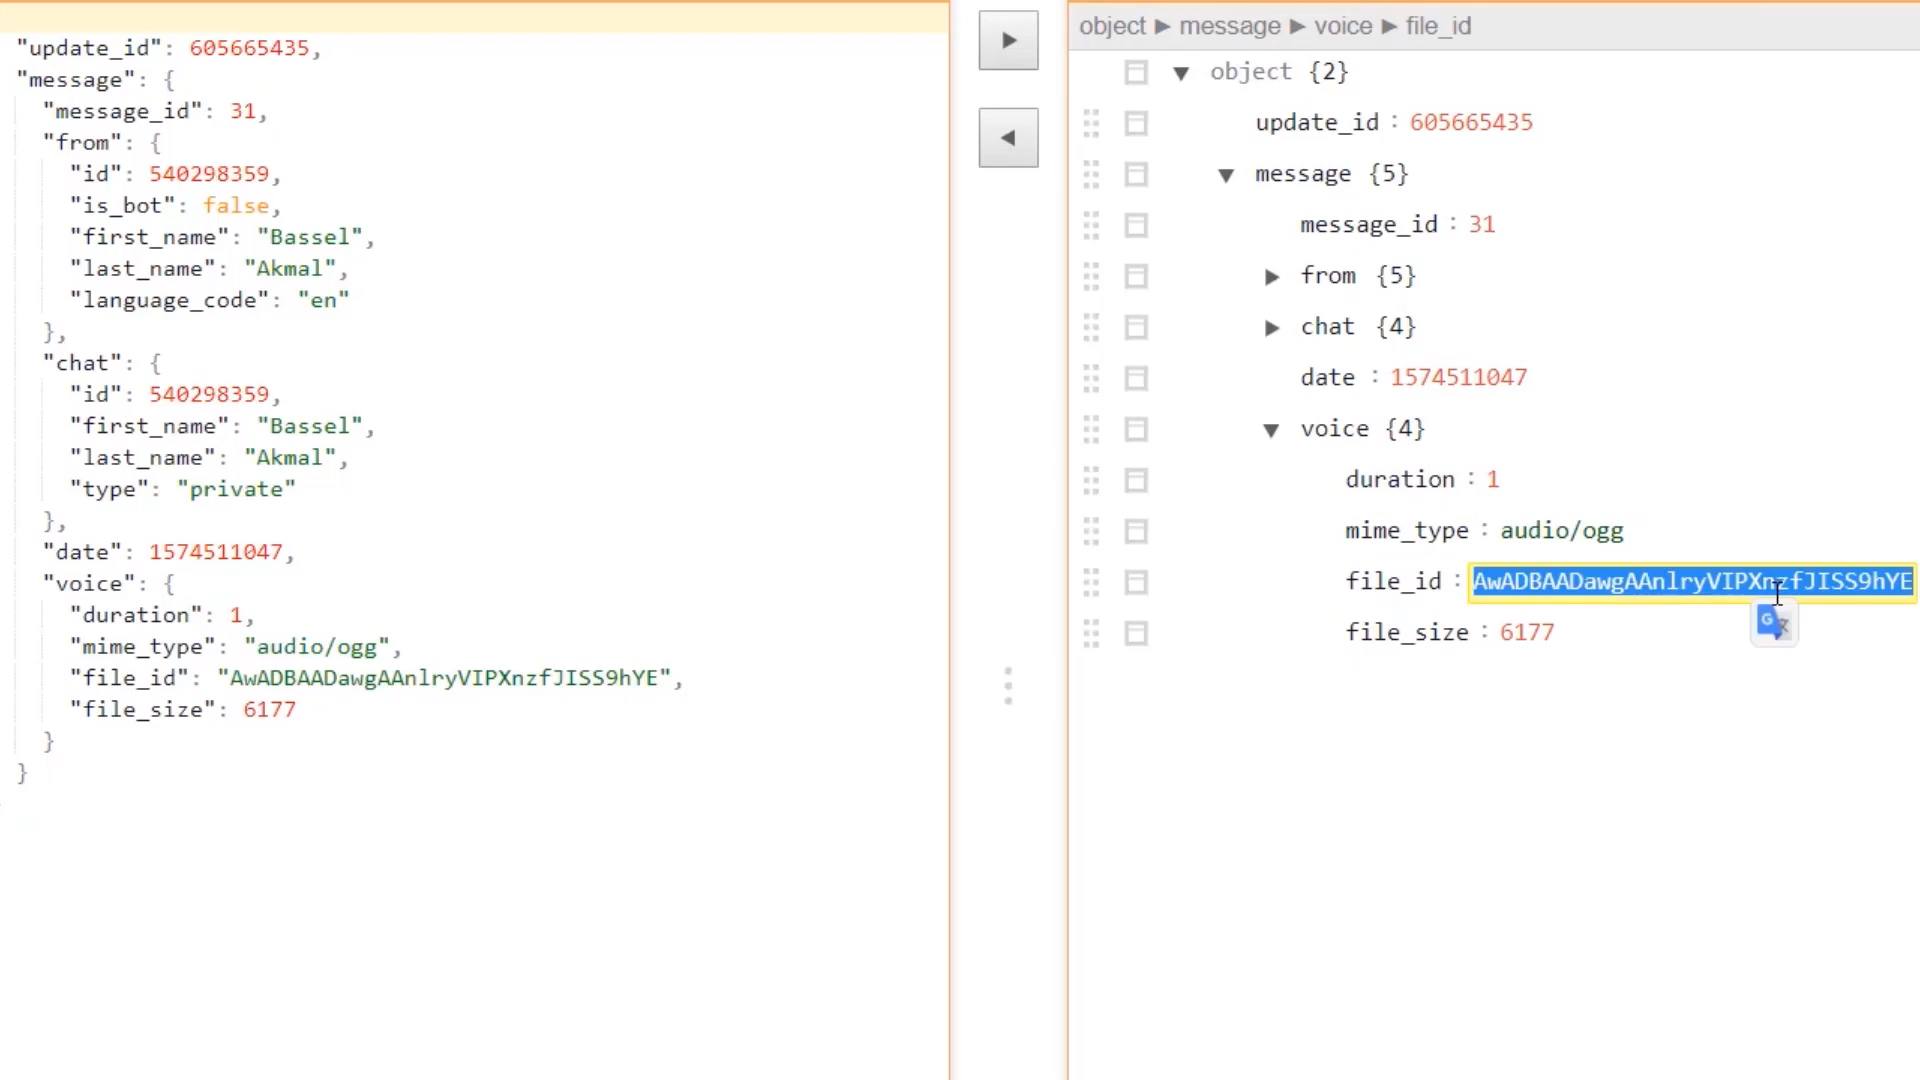 "update_id": 605665435,
"message": {
"message_id": 31,
"from": {
"id": 540298359,
"is_bot": false,
"first_name": "Bassel",
"last_name": "Akmal",
"language_code": "en"
},
"chat": {
"id": 540298359,
"first_name": "Bassel",
"last_name": "Akmal",
"type": "private"
},
"date": 1574511047,
"voice": {
"duration": 1,
"mime_type": "audio/ogg",
"file_id": "AwADBAADawgAAnlryVIPXnzfJISS9hYE",
"file_size": 6177
}
}
object ► message ► voice ► file_id
object {2}
update_id : 605665435
message {5}
message_id : 31
from {5}
chat {4}
date : 1574511047
voice {4}
duration : 1
mime_type : audio/ogg
file_id : AwADBAADawgAAnlryVIPXnzfJISS9hYE
file_size : 6177